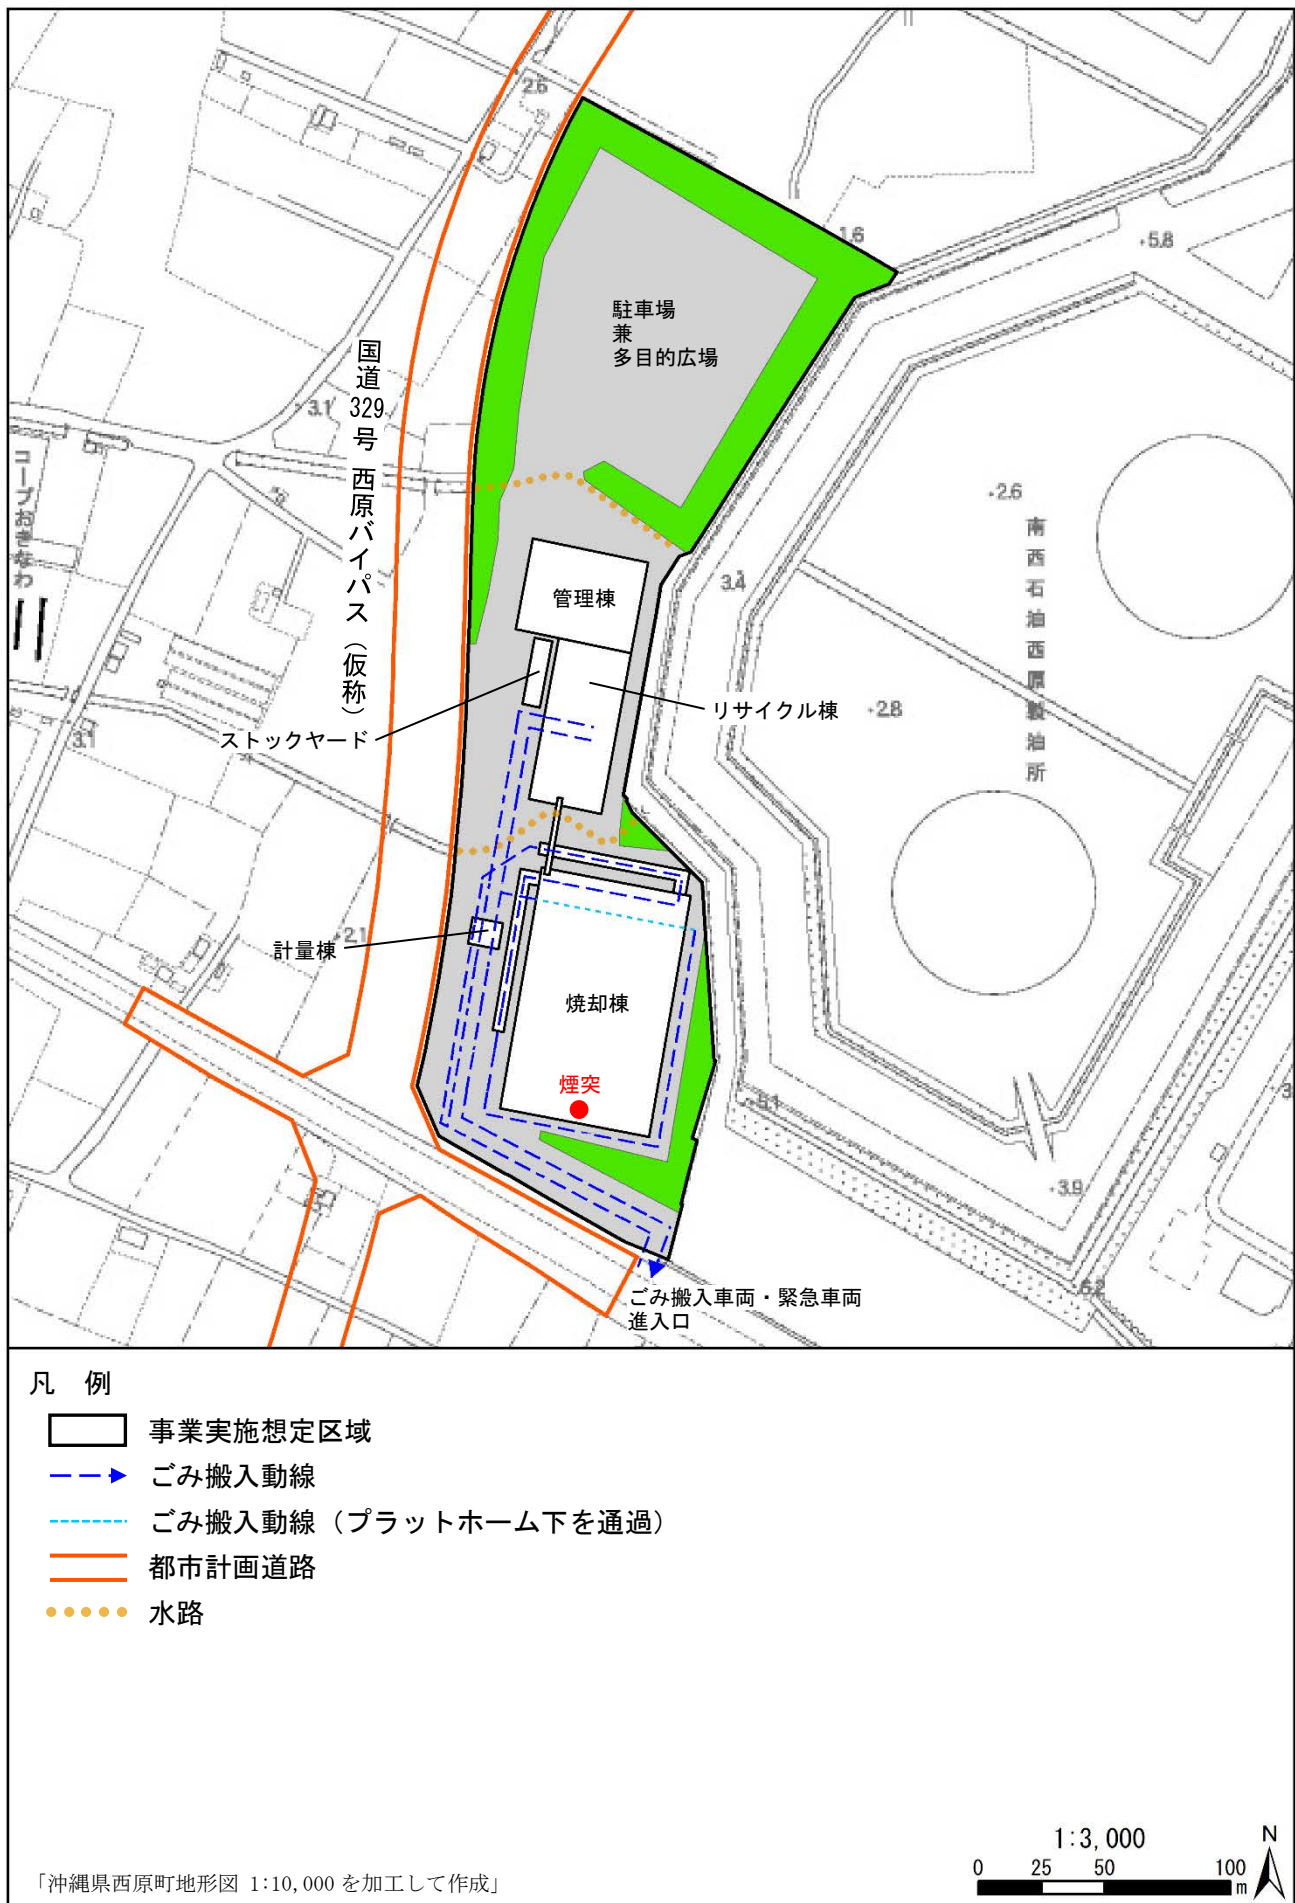 2.6
1.6
5.8
駐車場
兼
多目的広場
国道329号 西原バイパス（仮称）
3.1
コープおきなわ
2.6
南西石油西原製油所
3.4
管理棟
リサイクル棟
2.8
ストックヤード
3.1
計量棟
2.1
焼却棟
煙突
5.1
3.9
5.2
ごみ搬入車両・緊急車両
進入口
凡 例
事業実施想定区域
ごみ搬入動線
ごみ搬入動線（プラットホーム下を通過）
都市計画道路
水路
1:3,000
N
0 25 50 100
m
「沖縄県西原町地形図 1:10,000 を加工して作成」